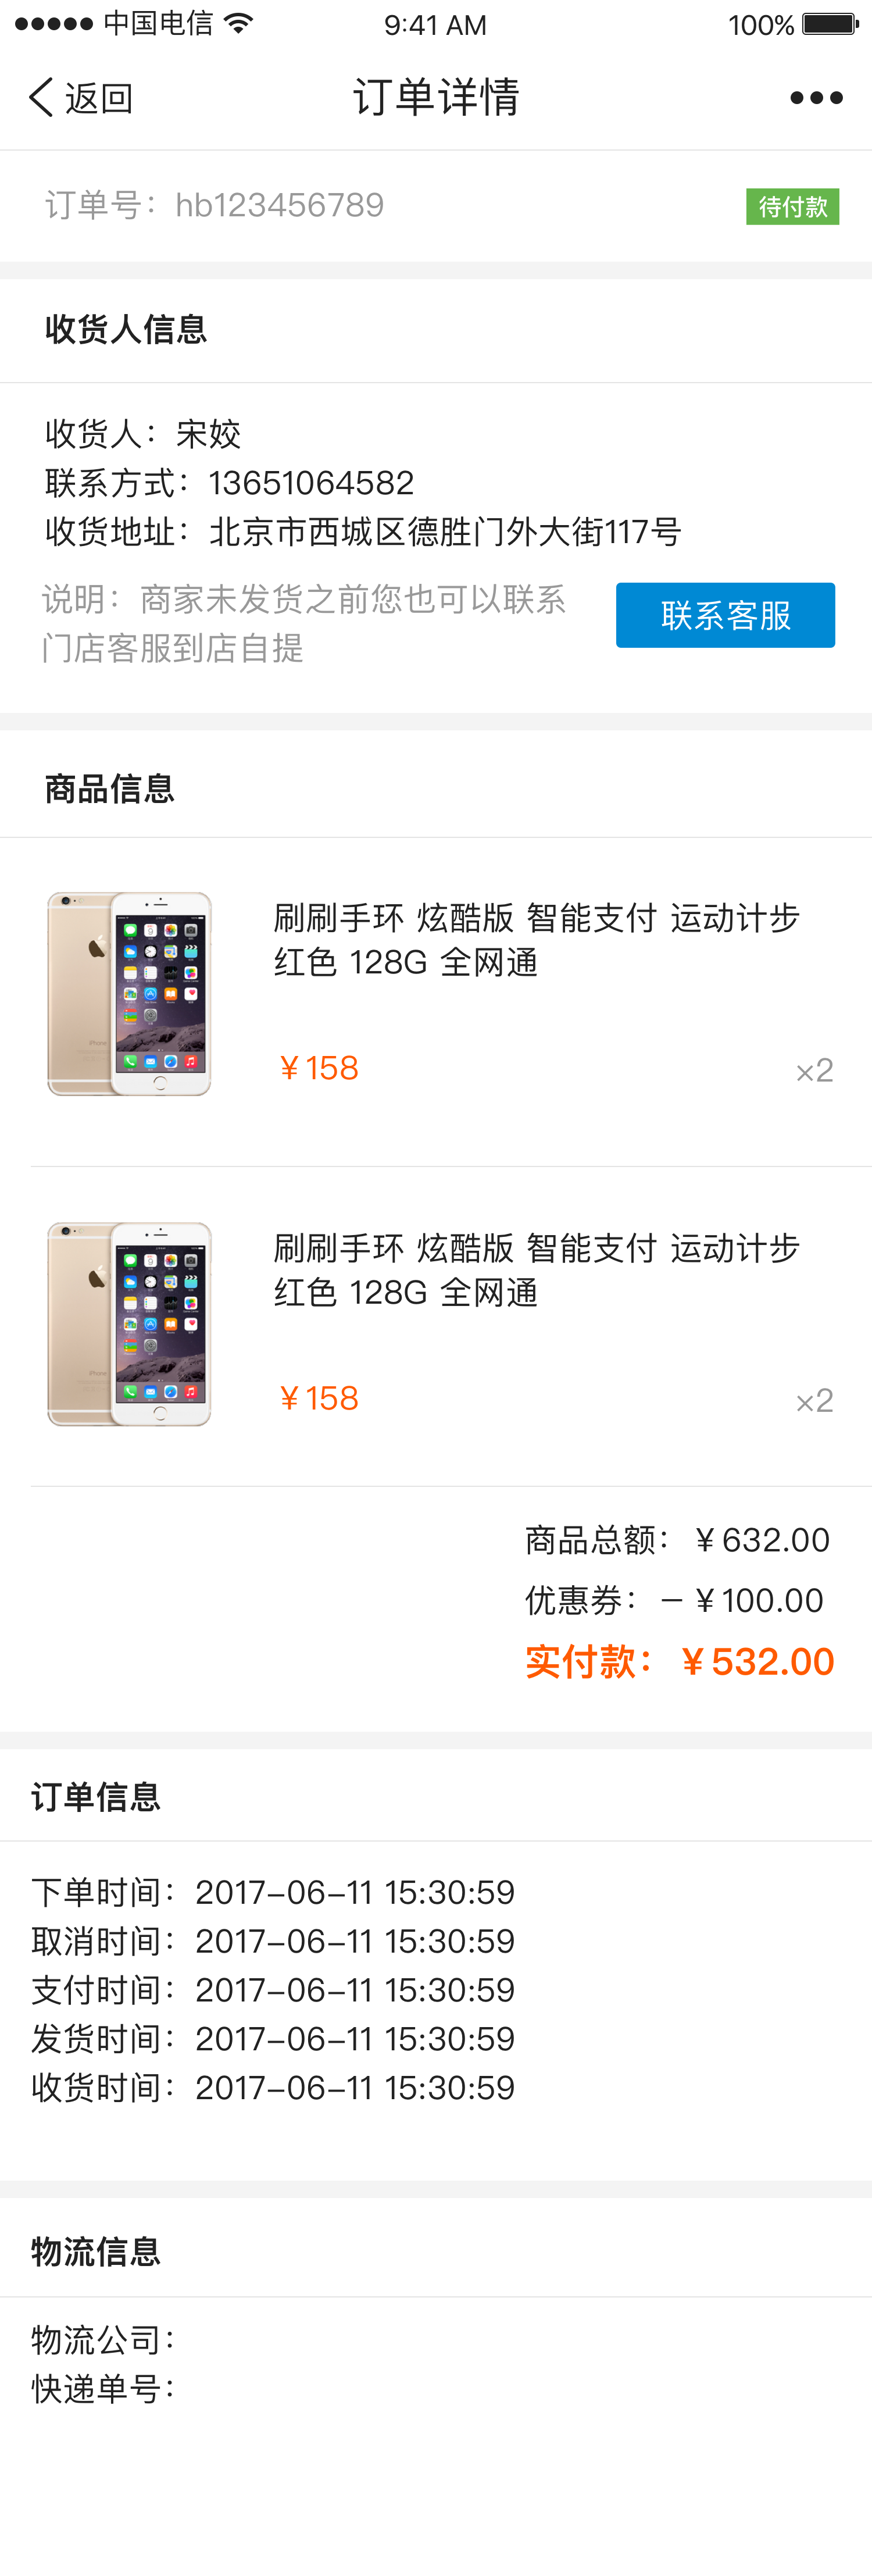 中国电信 9:41 AM 100%
返回 订单详情
订单号：hb123456789 待付款
收货人信息
收货人：宋姣
联系方式：13651064582
收货地址：北京市西城区德胜门外大街117号
说明：商家未发货之前您也可以联系
门店客服到店自提
联系客服
商品信息
刷刷手环 炫酷版 智能支付 运动计步
红色 128G 全网通
￥158 ×2
刷刷手环 炫酷版 智能支付 运动计步
红色 128G 全网通
￥158 ×2
商品总额：￥632.00
优惠券：－￥100.00
实付款：￥532.00
订单信息
下单时间：2017-06-11 15:30:59
取消时间：2017-06-11 15:30:59
支付时间：2017-06-11 15:30:59
发货时间：2017-06-11 15:30:59
收货时间：2017-06-11 15:30:59
物流信息
物流公司：
快递单号：